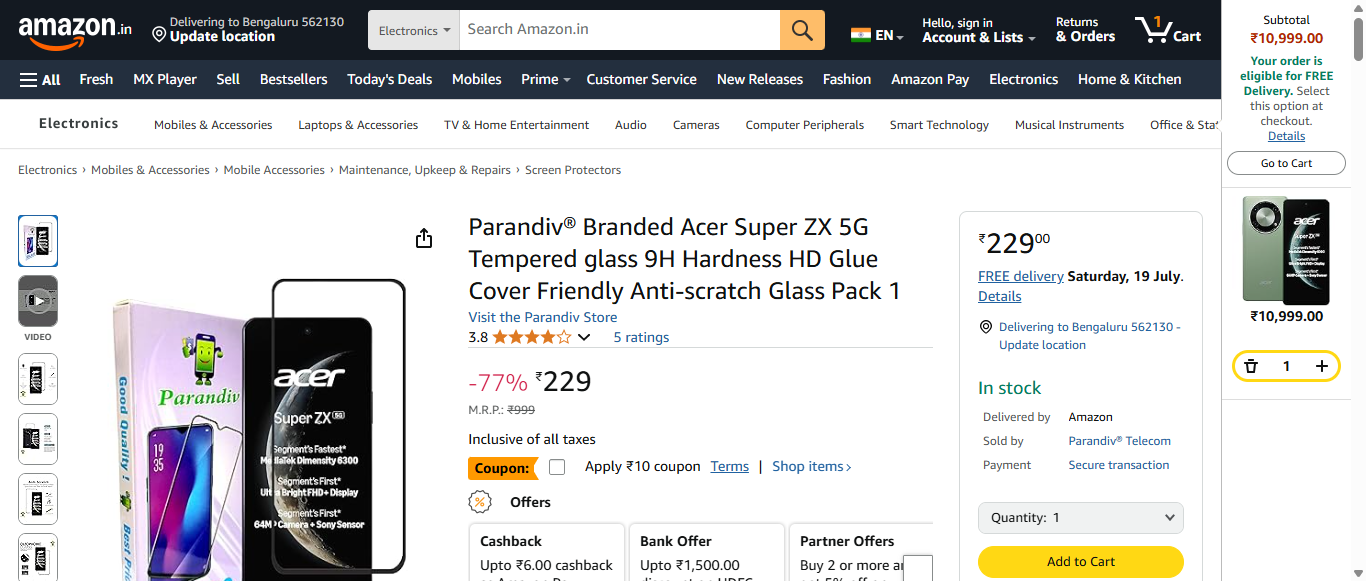 amazon.in
Delivering to Bengaluru 562130
Update location
Electronics
Search Amazon.in
EN
Hello, sign in
Account & Lists
Returns
& Orders
1
Cart
All
Fresh
MX Player
Sell
Bestsellers
Today's Deals
Mobiles
Prime
Customer Service
New Releases
Fashion
Amazon Pay
Electronics
Home & Kitchen
Electronics
Mobiles & Accessories
Laptops & Accessories
TV & Home Entertainment
Audio
Cameras
Computer Peripherals
Smart Technology
Musical Instruments
Office & Stat
Electronics › Mobiles & Accessories › Mobile Accessories › Maintenance, Upkeep & Repairs › Screen Protectors
VIDEO
Good Quality !
Parandiv
19
35
Best Pri
acer
Super ZX 5G
Segment's Fastest*
MediaTek Dimensity 6300
Segment's First*
Ultra Bright FHD+ Display
Segment's First*
64MP Camera + Sony Sensor
Parandiv® Branded Acer Super ZX 5G
Tempered glass 9H Hardness HD Glue
Cover Friendly Anti-scratch Glass Pack 1
Visit the Parandiv Store
3.8
5 ratings
-77% ₹229
M.R.P.: ₹999
Inclusive of all taxes
Coupon:
Apply ₹10 coupon
Terms
|
Shop items ›
Offers
Cashback
Upto ₹6.00 cashback
Bank Offer
Upto ₹1,500.00
Partner Offers
Buy 2 or more
₹22900
FREE delivery Saturday, 19 July.
Details
Delivering to Bengaluru 562130 -
Update location
In stock
Delivered by
Amazon
Sold by
Parandiv® Telecom
Payment
Secure transaction
Quantity: 1
Add to Cart
Subtotal
₹10,999.00
Your order is
eligible for FREE
Delivery. Select
this option at
checkout.
Details
Go to Cart
acer
Super ZX
₹10,999.00
1